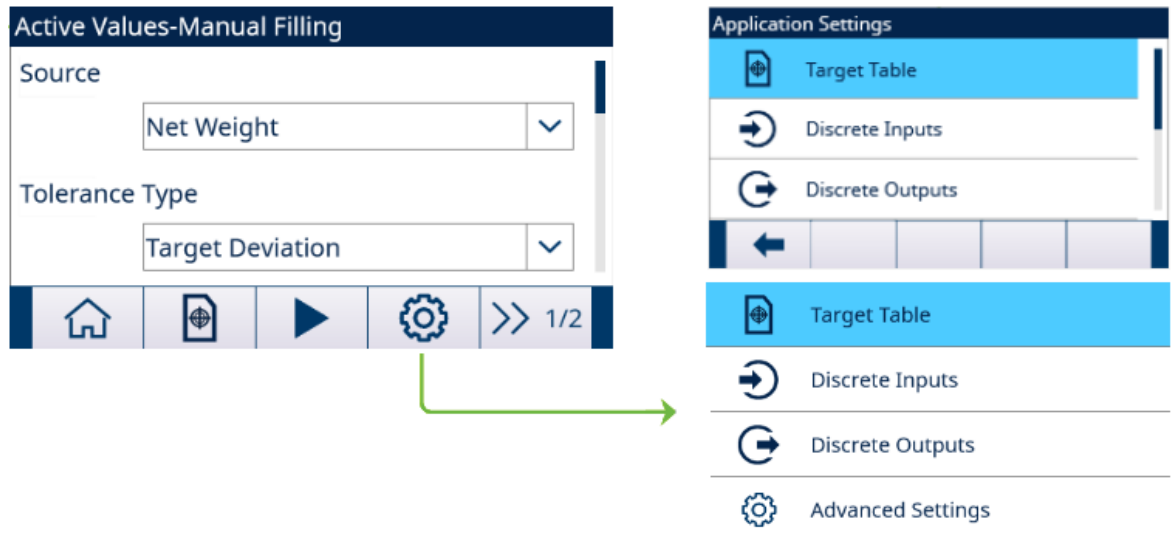 Active Values-Manual Filling
Source
Net Weight
Tolerance Type
Target Deviation
1/2
Application Settings
Target Table
Discrete Inputs
Discrete Outputs
Target Table
Discrete Inputs
Discrete Outputs
Advanced Settings